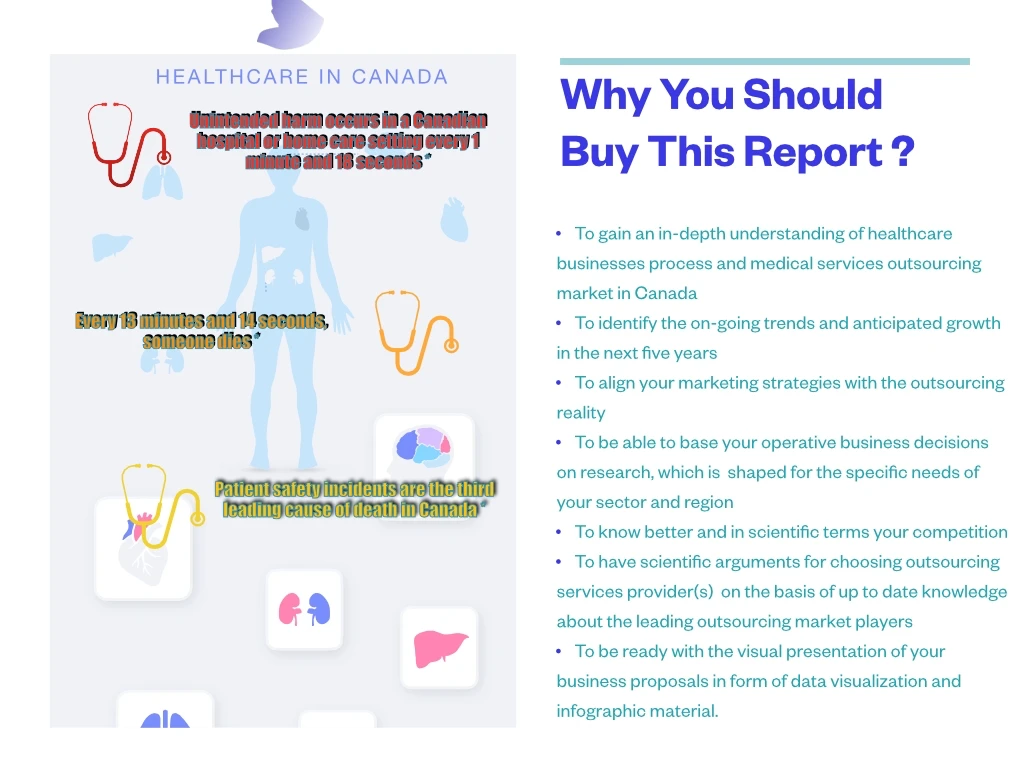 HEALTHCARE IN CANADA
Unintended harm occurs in a Canadian
hospital or home care setting every 1
minute and 18 seconds *
Every 13 minutes and 14 seconds,
someone dies *
Patient safety incidents are the third
leading cause of death in Canada *
Why You Should
Buy This Report ?
• To gain an in-depth understanding of healthcare
businesses process and medical services outsourcing
market in Canada
• To identify the on-going trends and anticipated growth
in the next five years
• To align your marketing strategies with the outsourcing
reality
• To be able to base your operative business decisions
on research, which is shaped for the specific needs of
your sector and region
• To know better and in scientific terms your competition
• To have scientific arguments for choosing outsourcing
services provider(s) on the basis of up to date knowledge
about the leading outsourcing market players
• To be ready with the visual presentation of your
business proposals in form of data visualization and
infographic material.